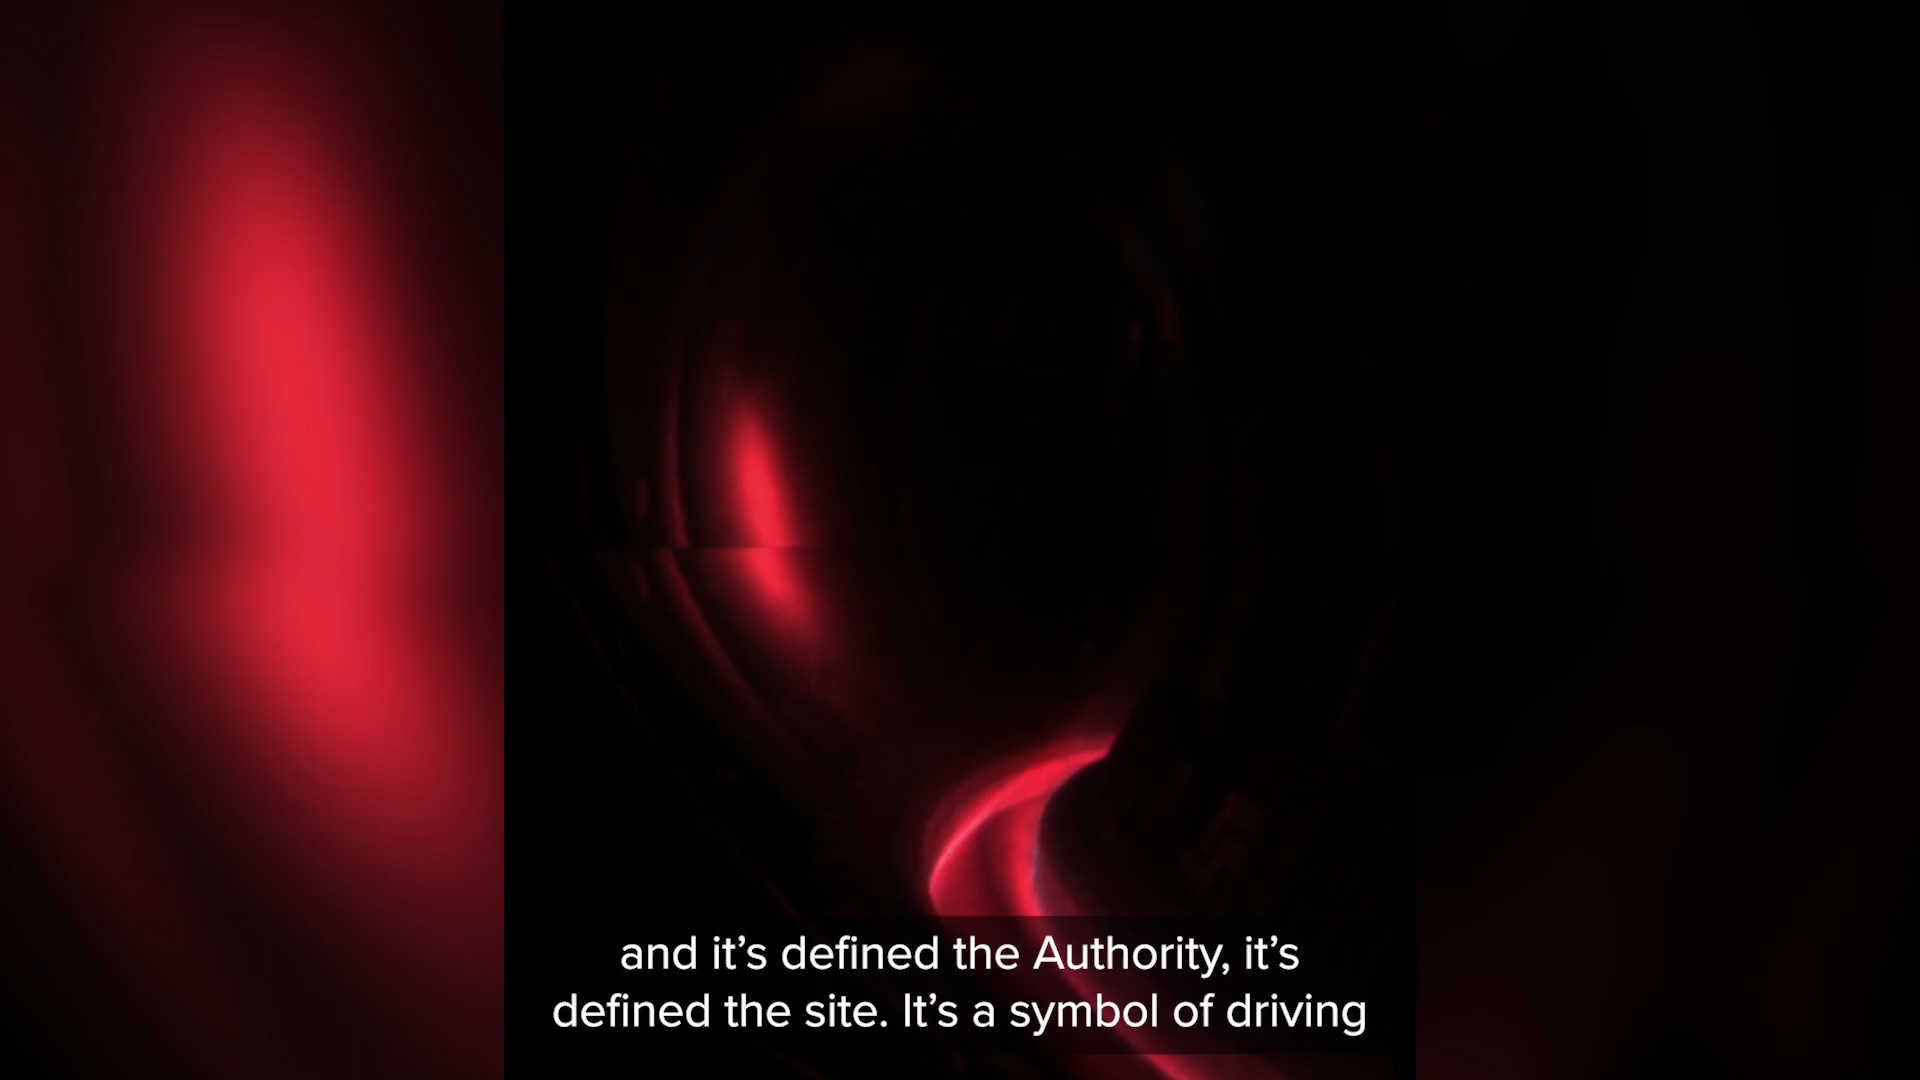 and it’s defined the Authority, it’s
defined the site. It’s a symbol of driving